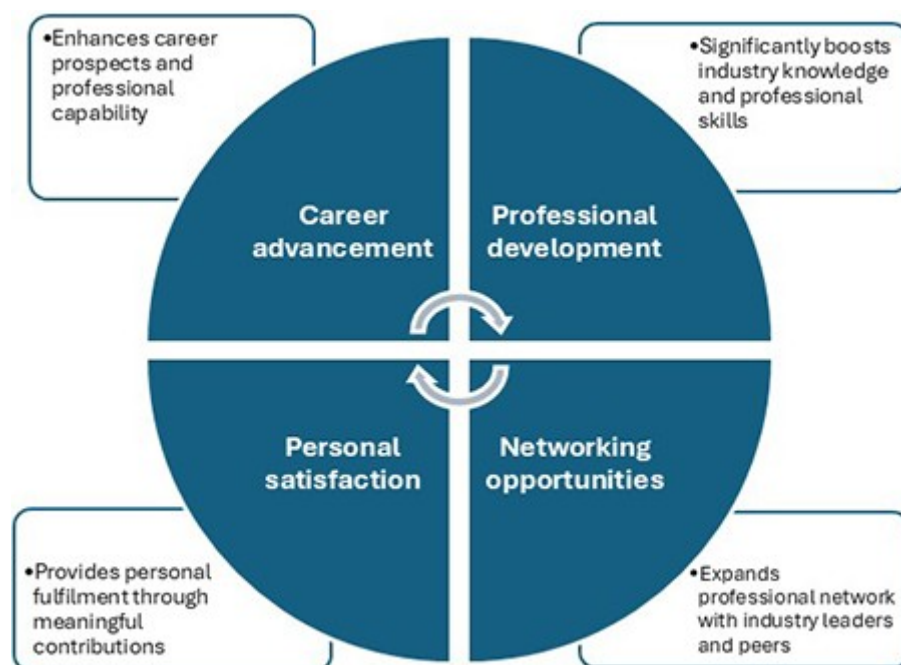 •Enhances career
prospects and
professional
capability
•Significantly boosts
industry knowledge
and professional
skills
Career
advancement
Professional
development
Personal
satisfaction
Networking
opportunities
•Provides personal
fulfilment through
meaningful
contributions
•Expands
professional network
with industry leaders
and peers